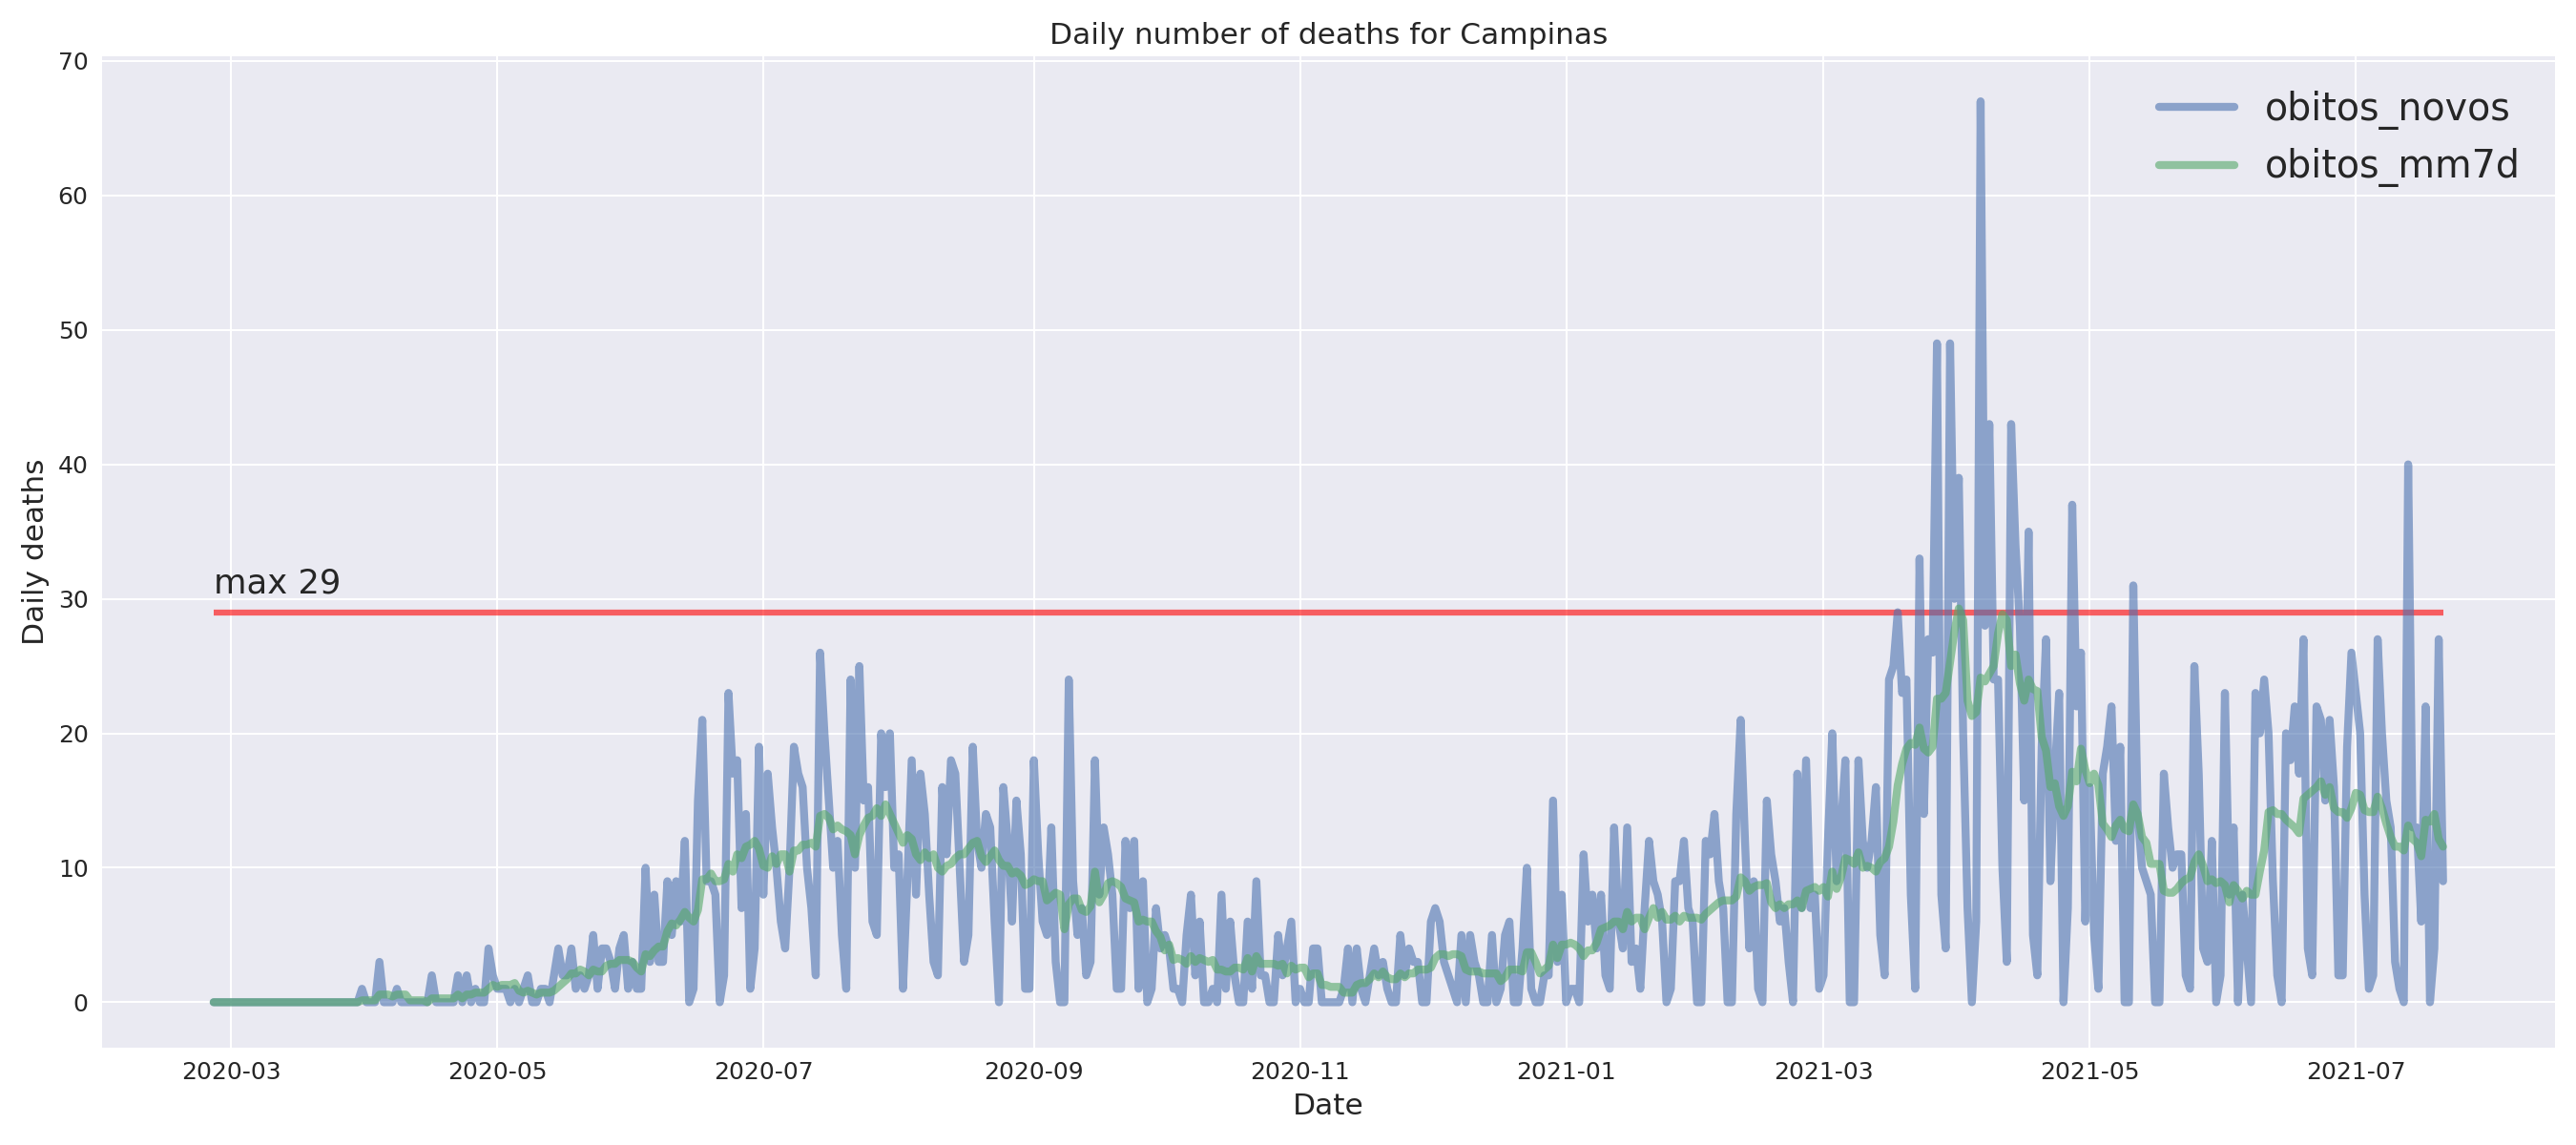 Daily number of deaths for Campinas
70
60
50
40
30
20
10
0
Daily deaths
max 29
obitos_novos
obitos_mm7d
2020-03 2020-05 2020-07 2020-09 2020-11 2021-01 2021-03 2021-05 2021-07
Date